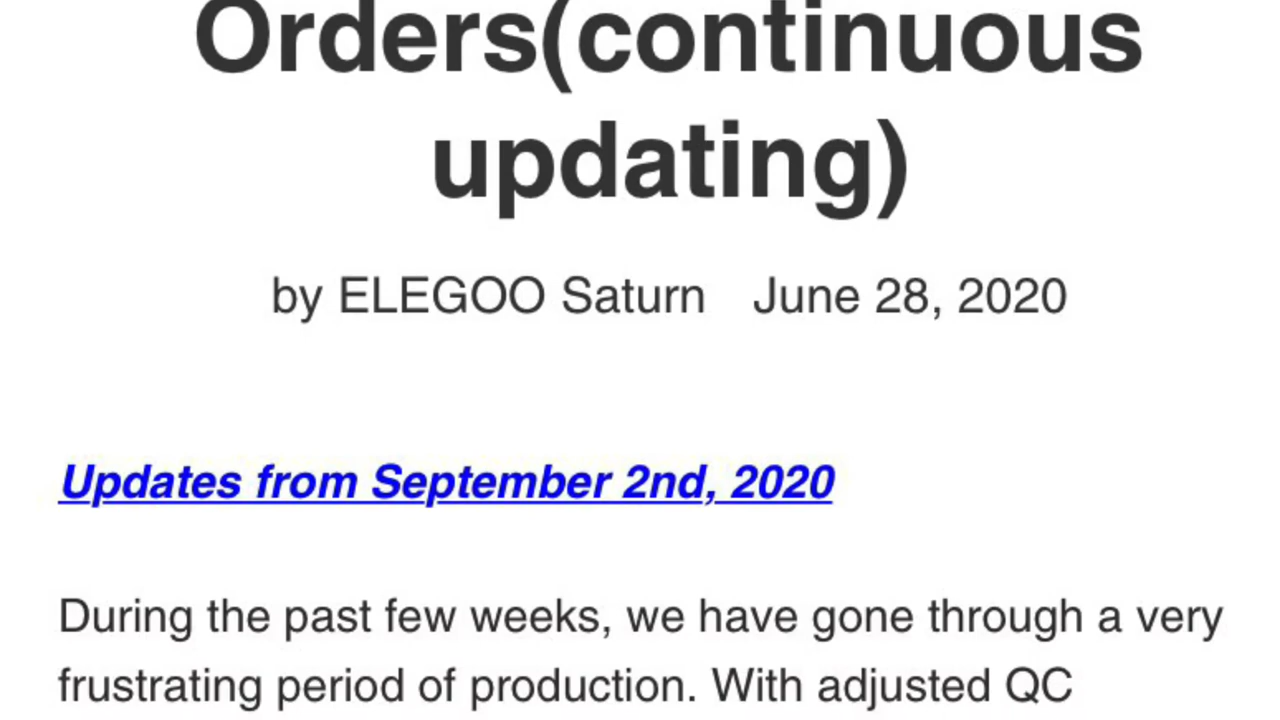 Orders(continuous
updating)
by ELEGOO Saturn June 28, 2020
Updates from September 2nd, 2020
During the past few weeks, we have gone through a very
frustrating period of production. With adjusted QC